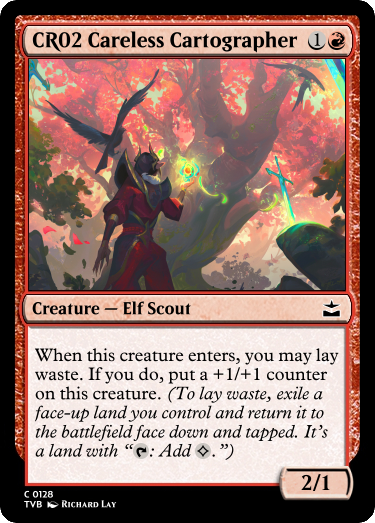 CR02 Careless Cartographer 1
Creature — Elf Scout
When this creature enters, you may lay
waste. If you do, put a +1/+1 counter
on this creature. (To lay waste, exile a
face-up land you control and return it to
the battlefield face down and tapped. It's
a land with “: Add .”)
2/1
C 0128
TVB RICHARD LAY